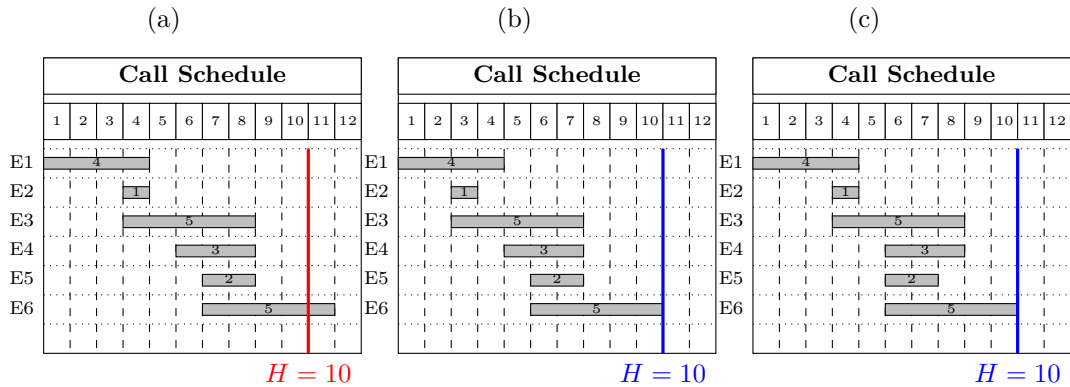 (a) (b) (c)
Call Schedule Call Schedule Call Schedule
1 2 3 4 5 6 7 8 9 10 11 12 1 2 3 4 5 6 7 8 9 10 11 12 1 2 3 4 5 6 7 8 9 10 11 12
E1 4 E1 4 E1 4
E2 1 E2 1 E2 1
E3 5 E3 5 E3 5
E4 3 E4 3 E4 3
E5 2 E5 2 E5 2
E6 5 E6 5 E6 5
H = 10 H = 10 H = 10